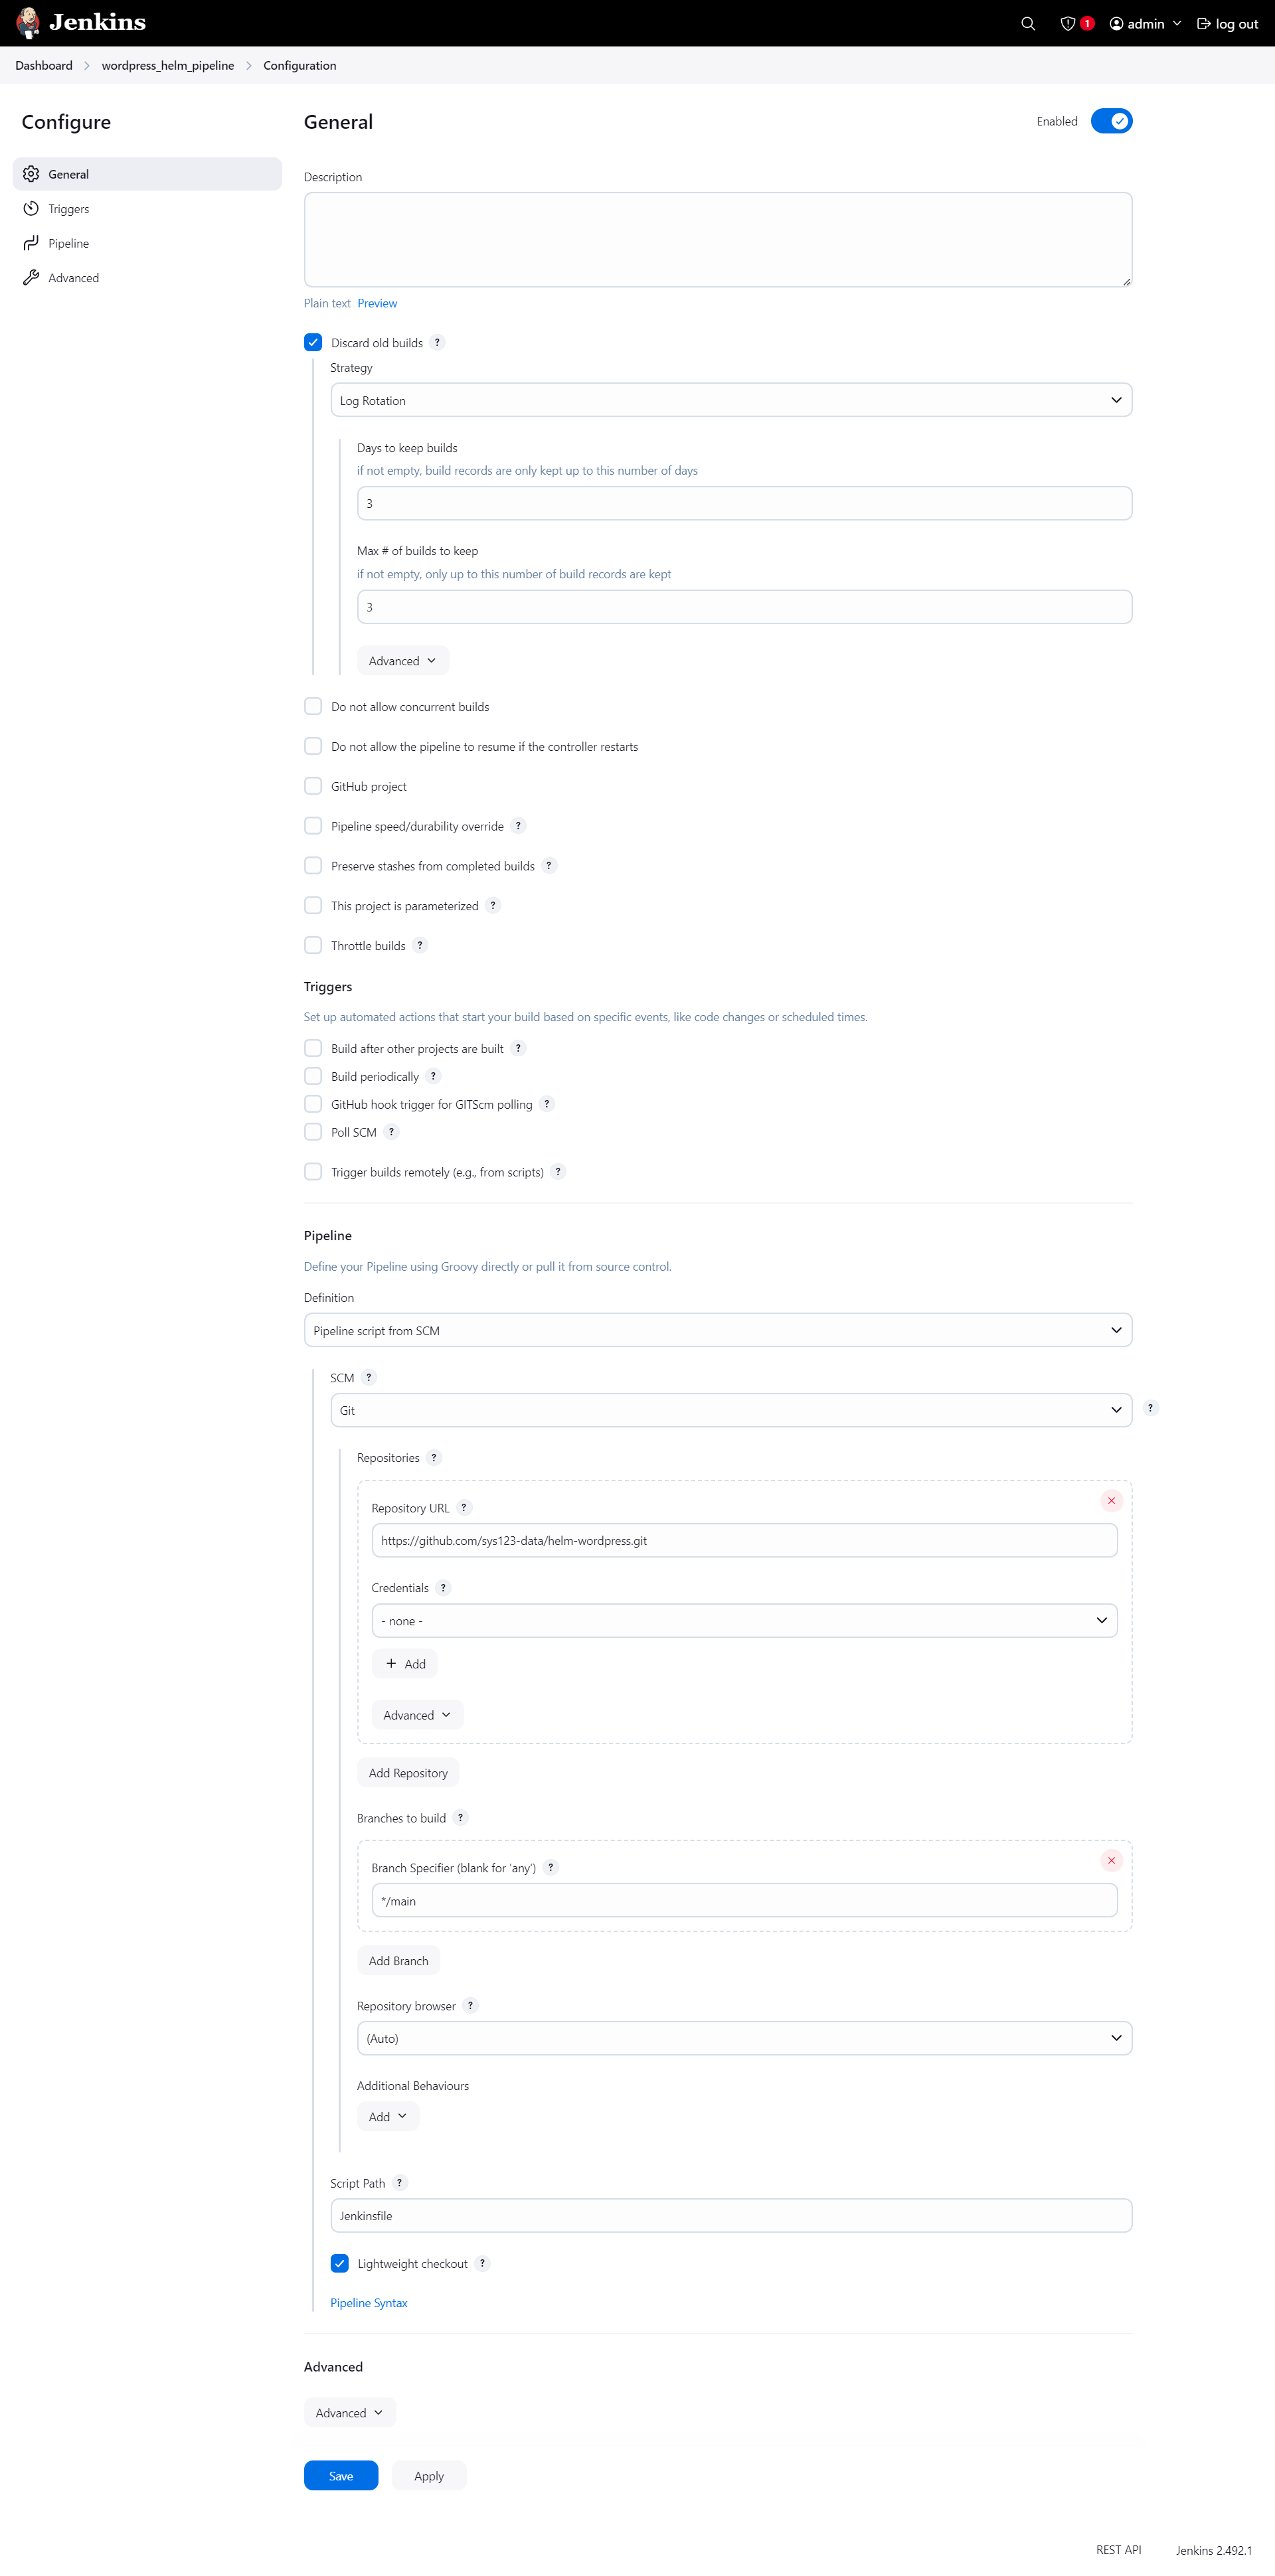 Jenkins
1
admin
log out
Dashboard
wordpress_helm_pipeline
Configuration
Configure
General
Triggers
Pipeline
Advanced
General
Enabled
Description
Plain text Preview
Discard old builds ?
Strategy
Log Rotation
Days to keep builds
if not empty, build records are only kept up to this number of days
3
Max # of builds to keep
if not empty, only up to this number of build records are kept
3
Advanced
Do not allow concurrent builds
Do not allow the pipeline to resume if the controller restarts
GitHub project
Pipeline speed/durability override ?
Preserve stashes from completed builds ?
This project is parameterized ?
Throttle builds ?
Triggers
Set up automated actions that start your build based on specific events, like code changes or scheduled times.
Build after other projects are built ?
Build periodically ?
GitHub hook trigger for GITScm polling ?
Poll SCM ?
Trigger builds remotely (e.g., from scripts) ?
Pipeline
Define your Pipeline using Groovy directly or pull it from source control.
Definition
Pipeline script from SCM
SCM ?
Git
?
Repositories ?
Repository URL ?
https://github.com/sys123-data/helm-wordpress.git
Credentials ?
- none -
+ Add
Advanced
Add Repository
Branches to build ?
Branch Specifier (blank for 'any') ?
*/main
Add Branch
Repository browser ?
(Auto)
Additional Behaviours
Add
Script Path ?
Jenkinsfile
Lightweight checkout ?
Pipeline Syntax
Advanced
Advanced
Save
Apply
REST API
Jenkins 2.492.1